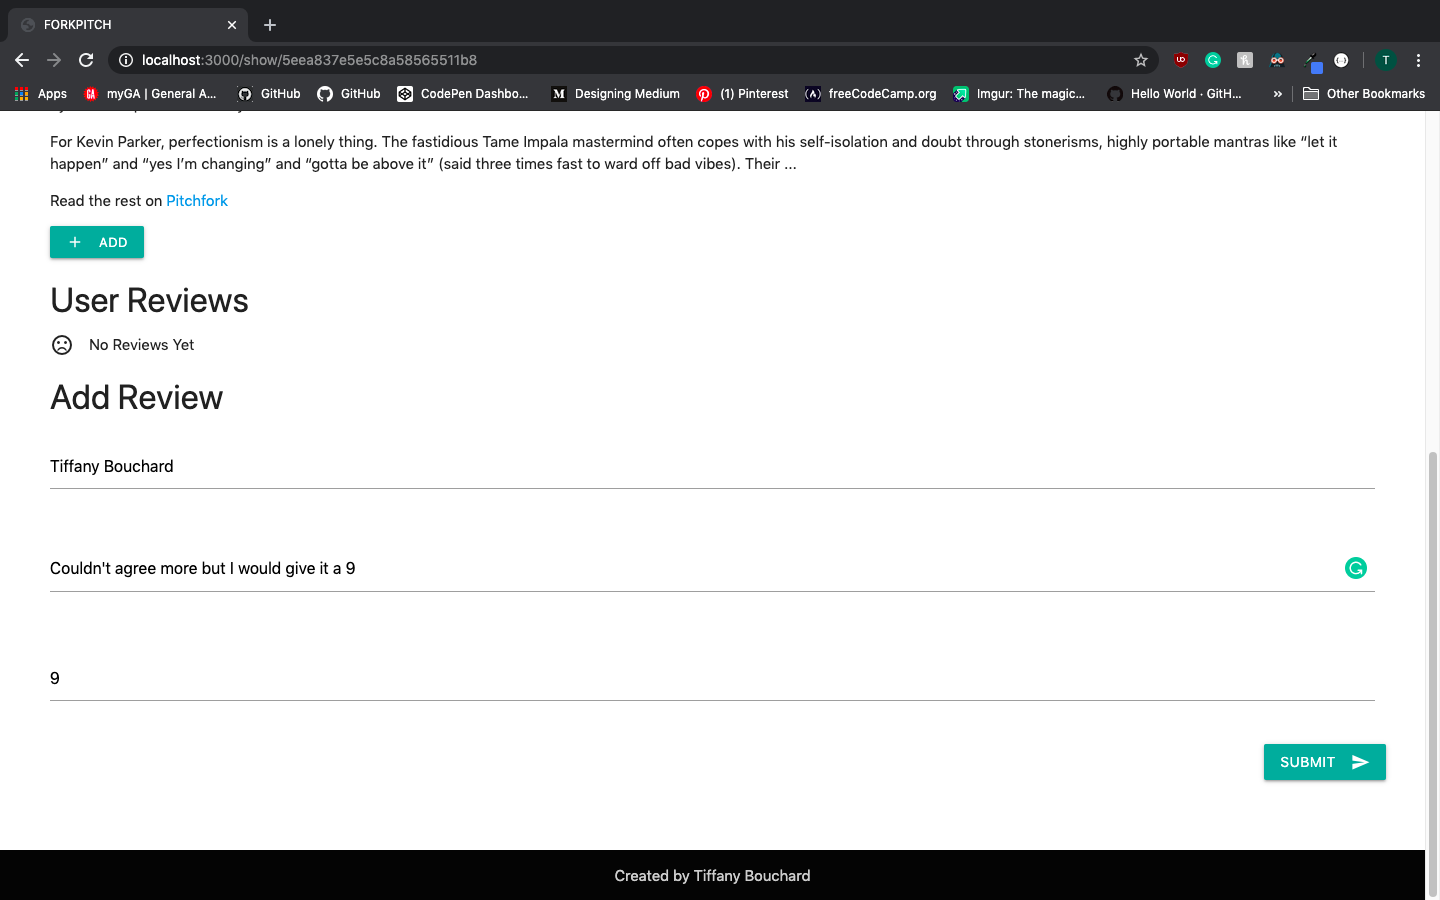 FORKPITCH
localhost:3000/show/5eea837e5e5c8a58565511b8
T
Apps
GA myGA | General A...
GitHub
GitHub
CodePen Dashbo...
M Designing Medium
(1) Pinterest
freeCodeCamp.org
Imgur: The magic...
Hello World · GitH...
»
Other Bookmarks
For Kevin Parker, perfectionism is a lonely thing. The fastidious Tame Impala mastermind often copes with his self-isolation and doubt through stonerisms, highly portable mantras like “let it
happen” and “yes I’m changing” and “gotta be above it” (said three times fast to ward off bad vibes). Their ...
Read the rest on Pitchfork
+ ADD
User Reviews
No Reviews Yet
Add Review
Tiffany Bouchard
Couldn't agree more but I would give it a 9
9
SUBMIT
Created by Tiffany Bouchard